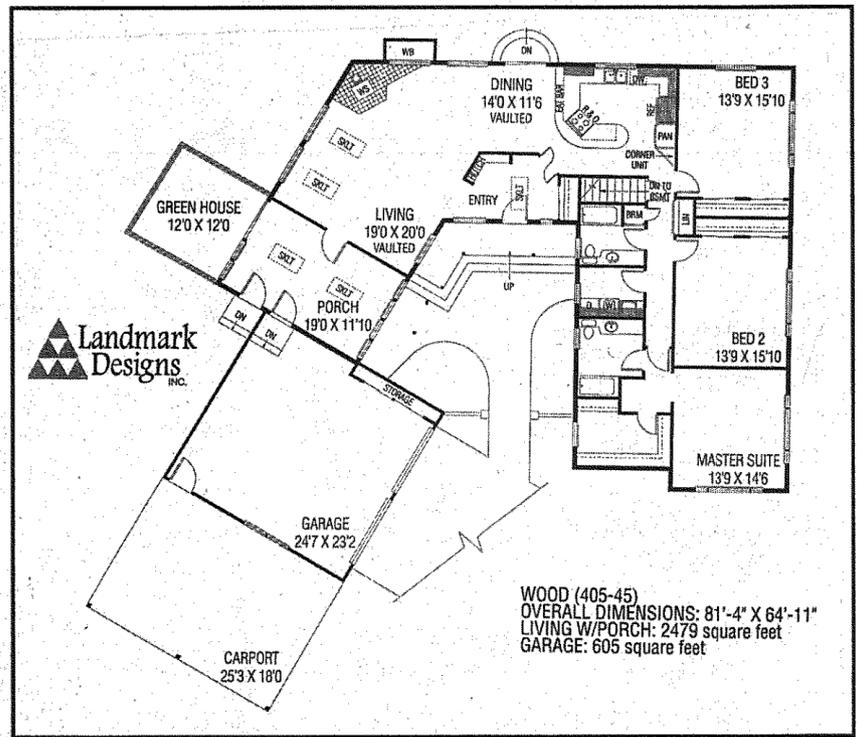 WB
WS
DN
DINING
14'0 X 11'6
VAULTED
EAT BAR
R&O
DW
REF
PAN
CORNER
UNIT
BED 3
13'9 X 15'10
SKLT
SKLT
HUTCH
ENTRY
SKLT
DN TO
BSMT
BRM
LIN
GREEN HOUSE
12'0 X 12'0
LIVING
19'0 X 20'0
VAULTED
SKLT
SKLT
PORCH
19'0 X 11'10
UP
D
W
DN
DN
Landmark
Designs
INC.
BED 2
13'9 X 15'10
STORAGE
MASTER SUITE
13'9 X 14'6
GARAGE
24'7 X 23'2
CARPORT
25'3 X 18'0
WOOD (405-45)
OVERALL DIMENSIONS: 81'-4" X 64'-11"
LIVING W/PORCH: 2479 square feet
GARAGE: 605 square feet